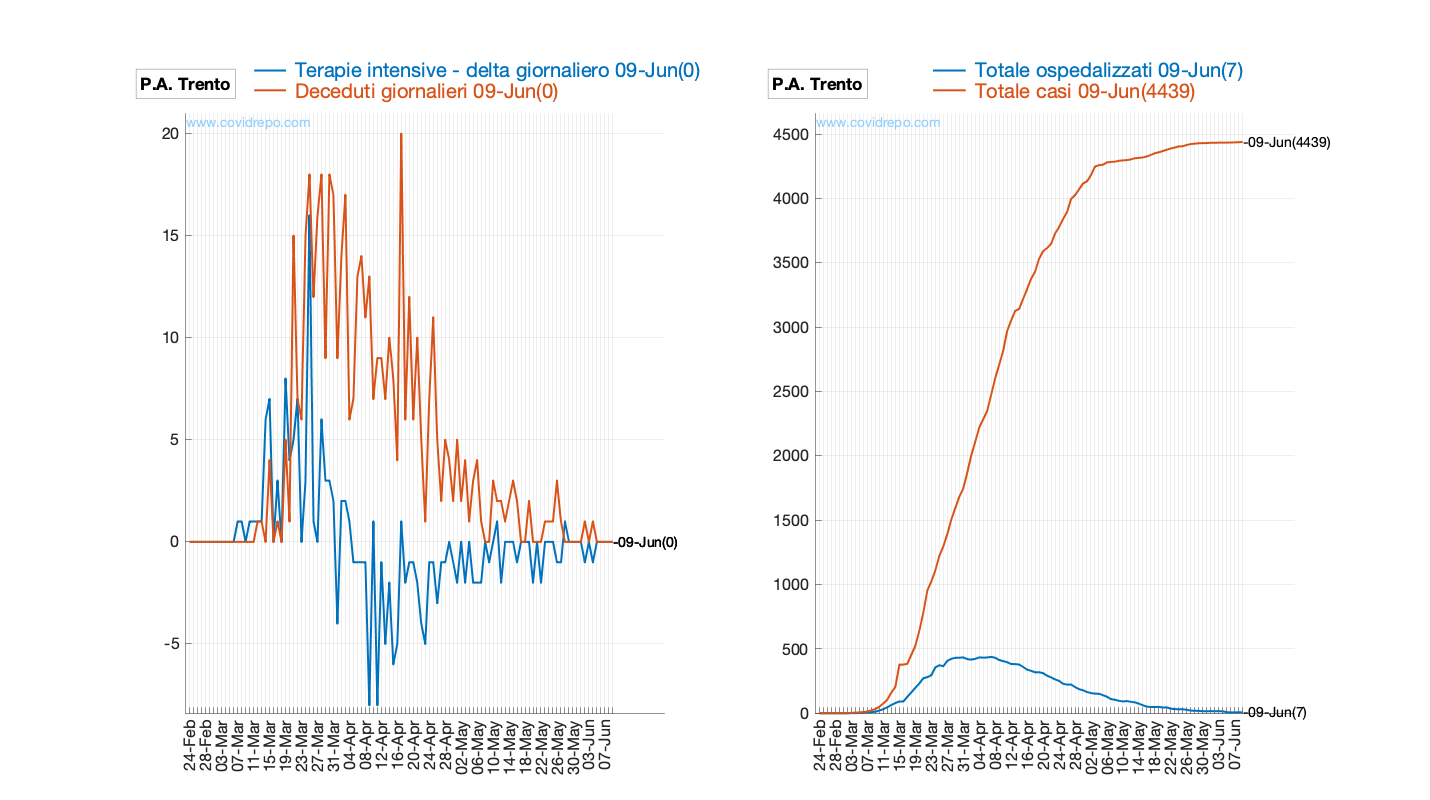 P.A. Trento
Terapie intensive - delta giornaliero 09-Jun(0)
Deceduti giornalieri 09-Jun(0)
www.covidrepo.com
20
15
10
5
0
-5
-09-Jun(0)
24-Feb
28-Feb
03-Mar
07-Mar
11-Mar
15-Mar
19-Mar
23-Mar
27-Mar
31-Mar
04-Apr
08-Apr
12-Apr
16-Apr
20-Apr
24-Apr
28-Apr
02-May
06-May
10-May
14-May
18-May
22-May
26-May
30-May
03-Jun
07-Jun
P.A. Trento
Totale ospedalizzati 09-Jun(7)
Totale casi 09-Jun(4439)
www.covidrepo.com
4500
4000
3500
3000
2500
2000
1500
1000
500
0
-09-Jun(4439)
-09-Jun(7)
24-Feb
28-Feb
03-Mar
07-Mar
11-Mar
15-Mar
19-Mar
23-Mar
27-Mar
31-Mar
04-Apr
08-Apr
12-Apr
16-Apr
20-Apr
24-Apr
28-Apr
02-May
06-May
10-May
14-May
18-May
22-May
26-May
30-May
03-Jun
07-Jun